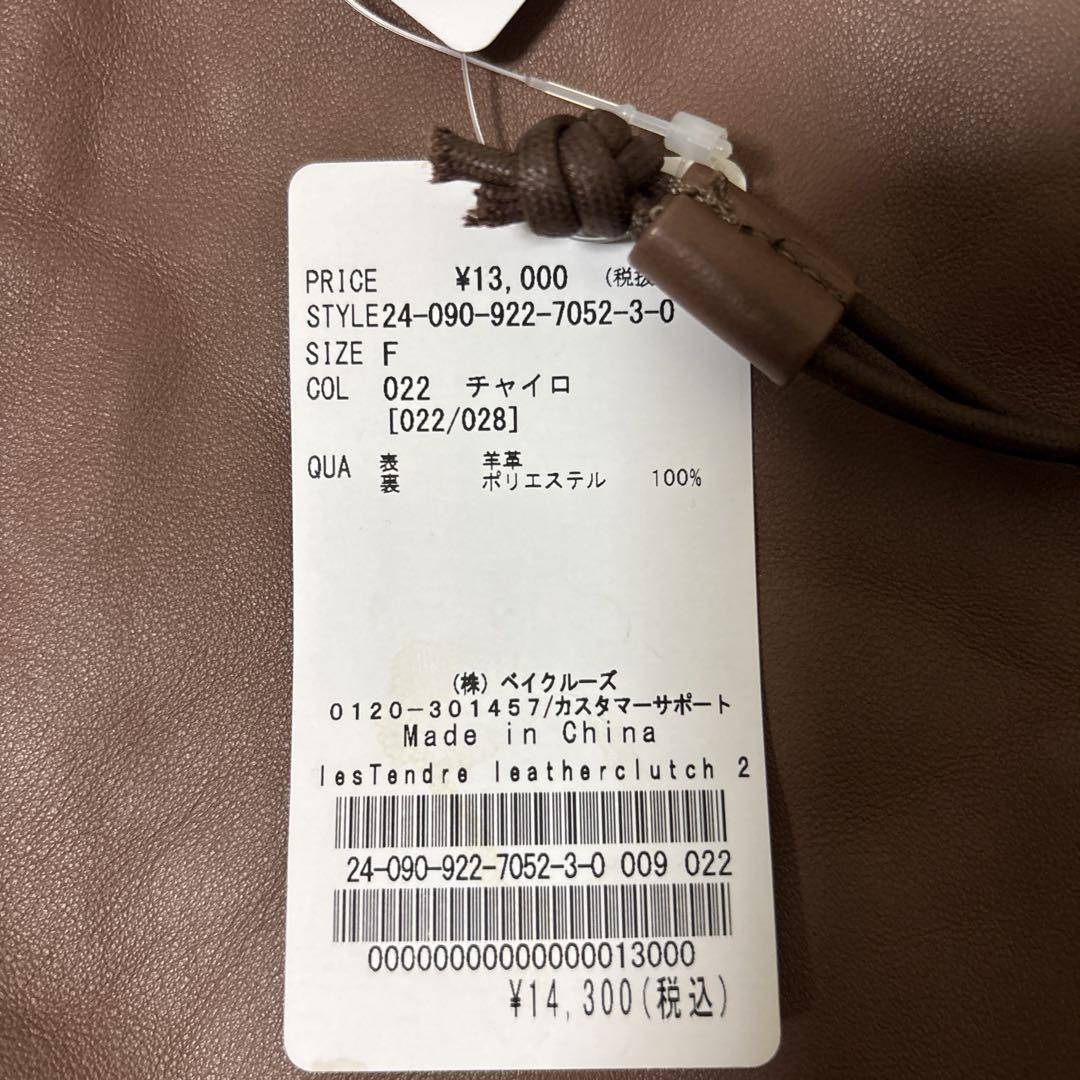 PRICE ¥13,000 (税抜
STYLE 24-090-922-7052-3-0
SIZE F
COL 022 チャイロ
[022/028]
QUA 表 羊革
裏 ポリエステル 100%
(株) ベイクルーズ
0120-301457/カスタマーサポート
Made in China
lesTendre leatherclutch 2
24-090-922-7052-3-0 009 022
00000000000000013000
¥14,300(税込)